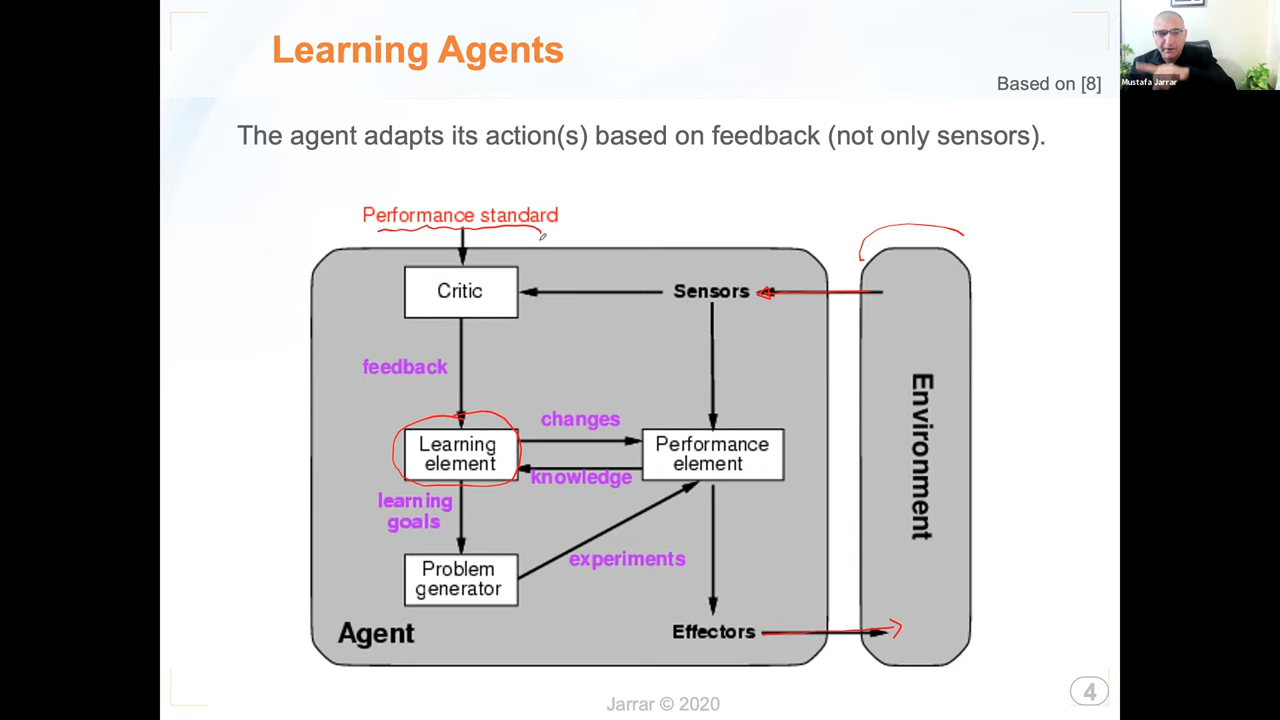 Learning Agents
Mustafa Jarrar
Based on [8]
The agent adapts its action(s) based on feedback (not only sensors).
Performance standard
Critic
Sensors
feedback
changes
Learning
element
Performance
element
knowledge
learning
goals
experiments
Problem
generator
Agent
Effectors
Environment
Jarrar © 2020
4